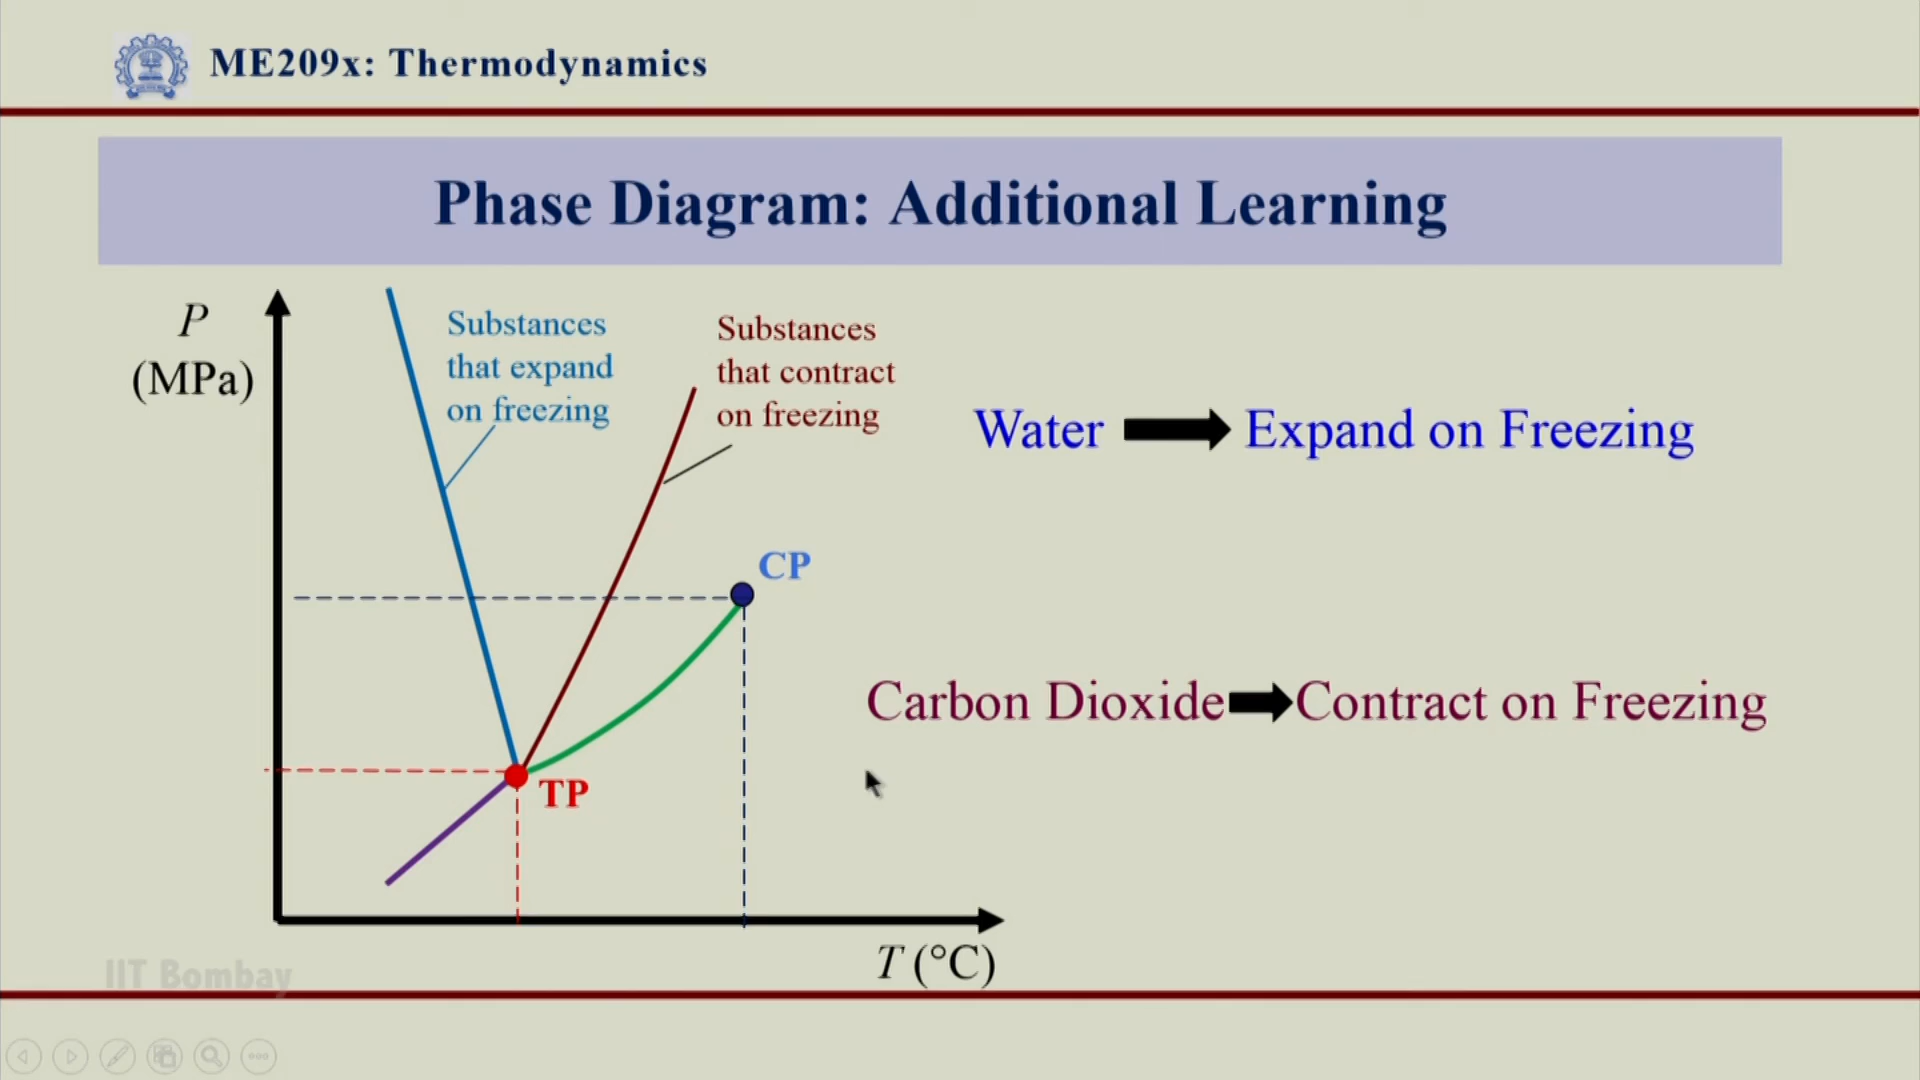 ME209x: Thermodynamics
Phase Diagram: Additional Learning
P
(MPa)
Substances
that expand
on freezing
Substances
that contract
on freezing
Water
Expand on Freezing
CP
Carbon Dioxide
Contract on Freezing
TP
T (°C)
IIT Bombay